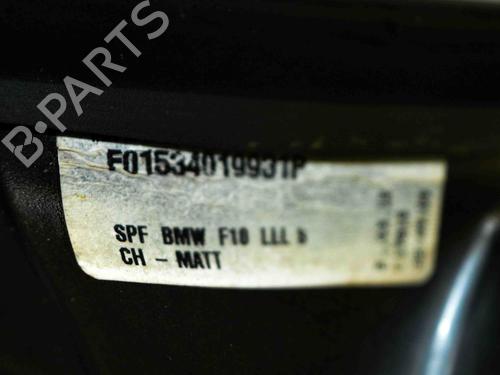 B-PARTS
F01534019931P
SPF BMW F10 LLL b
CH - MATT